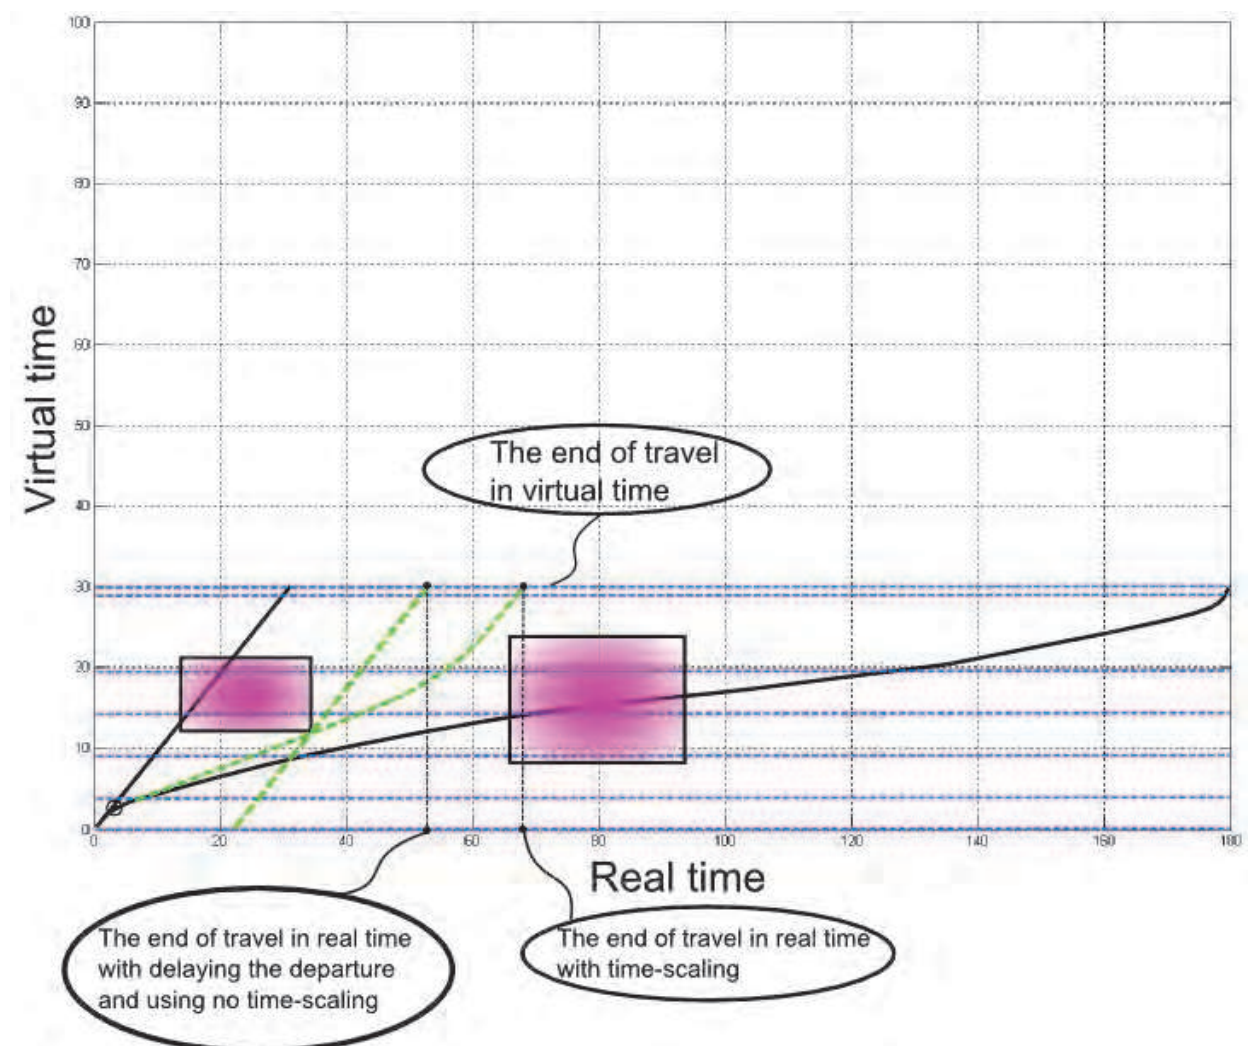 100
90
80
70
60
50
40
30
20
10
0
Virtual time
The end of travel
in virtual time
0 20 40 60 80 100 120 140 160 180
Real time
The end of travel in real time
with delaying the departure
and using no time-scaling
The end of travel in real time
with time-scaling